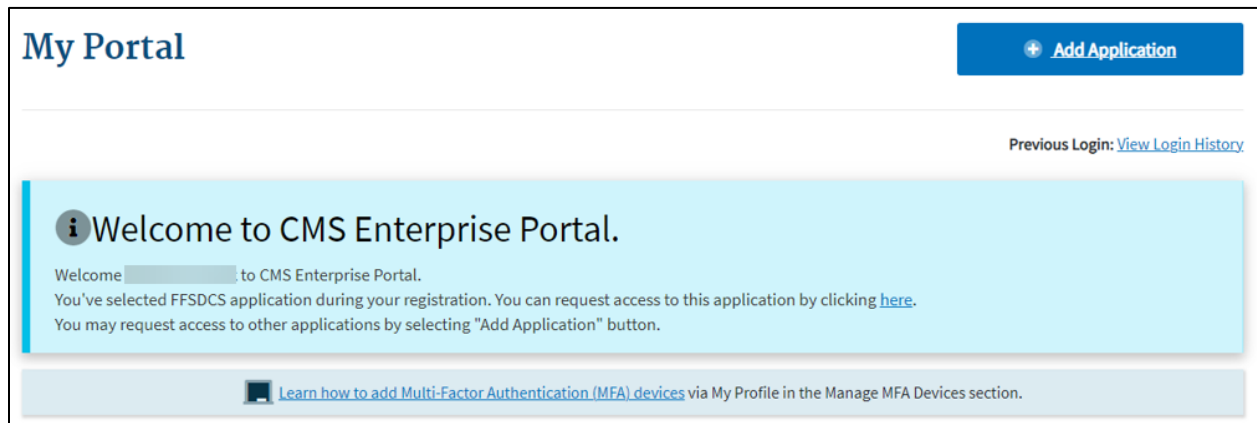 My Portal
Add Application
Previous Login: View Login History
Welcome to CMS Enterprise Portal.
Welcome to CMS Enterprise Portal.
You've selected FFSDCS application during your registration. You can request access to this application by clicking here.
You may request access to other applications by selecting "Add Application" button.
Learn how to add Multi-Factor Authentication (MFA) devices via My Profile in the Manage MFA Devices section.